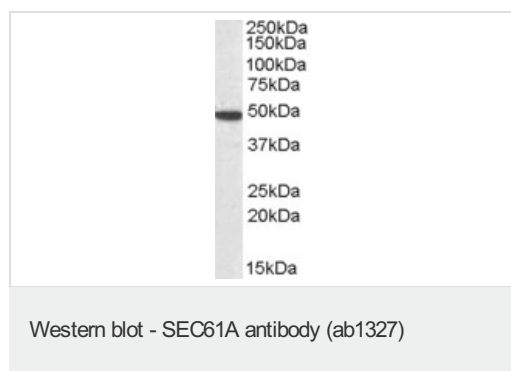 250kDa
150kDa
100kDa
75kDa
50kDa
37kDa
25kDa
20kDa
15kDa
Western blot - SEC61A antibody (ab1327)